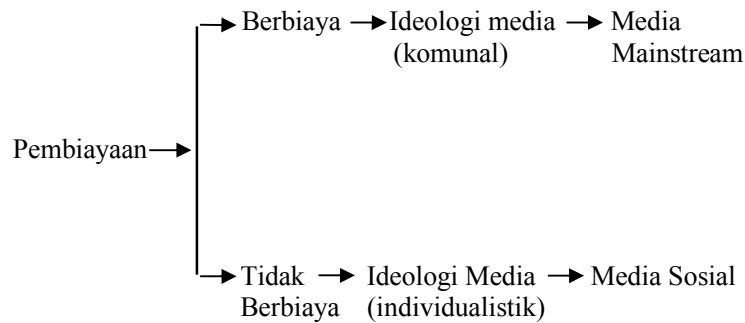 Berbiaya Ideologi media Media
(komunal) Mainstream
Pembiayaan
Tidak Ideologi Media Media Sosial
Berbiaya (individualistik)